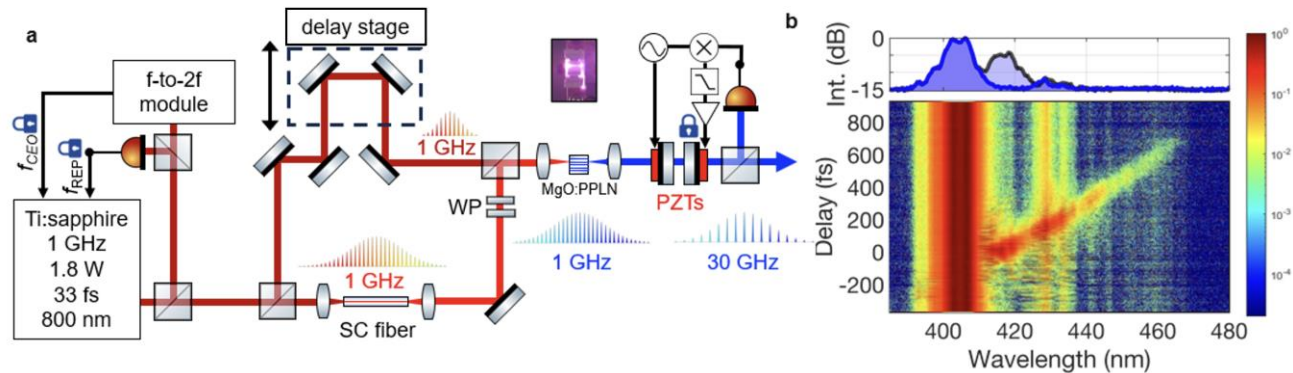 a
delay stage
f-to-2f
module
fCEO
fREP
1 GHz
Ti:sapphire
1 GHz
1.8 W
33 fs
800 nm
1 GHz
SC fiber
WP
MgO:PPLN
PZTs
1 GHz
30 GHz
b
Int. (dB)
0
-15
Delay (fs)
800
600
400
200
0
-200
400
420
440
460
480
Wavelength (nm)
10^0
10^-1
10^-2
10^-3
10^-4